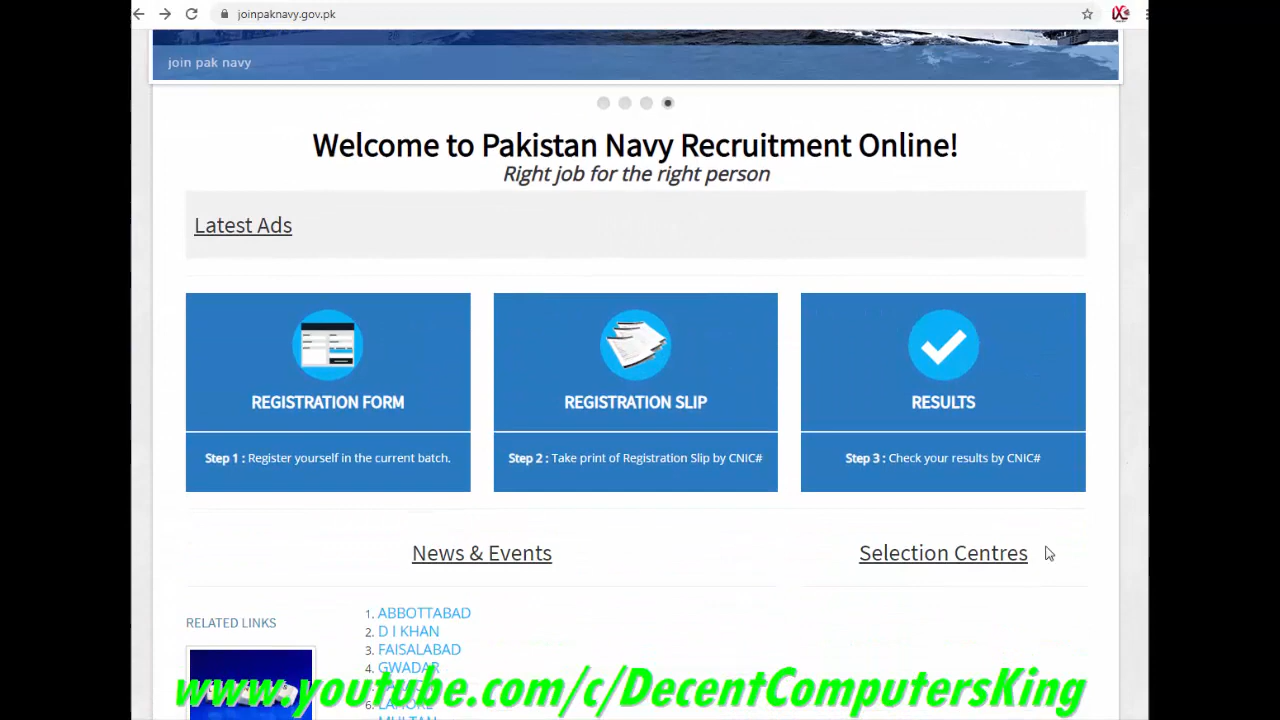 joinpaknavy.gov.pk
join pak navy
Welcome to Pakistan Navy Recruitment Online!
Right job for the right person
Latest Ads
REGISTRATION FORM
Step 1 : Register yourself in the current batch.
REGISTRATION SLIP
Step 2 : Take print of Registration Slip by CNIC#
RESULTS
Step 3 : Check your results by CNIC#
News & Events
Selection Centres
RELATED LINKS
1. ABBOTTABAD
2. D I KHAN
3. FAISALABAD
4. GWADAR
6. LAHORE
MULTAN
www.youtube.com/c/DecentComputersKing